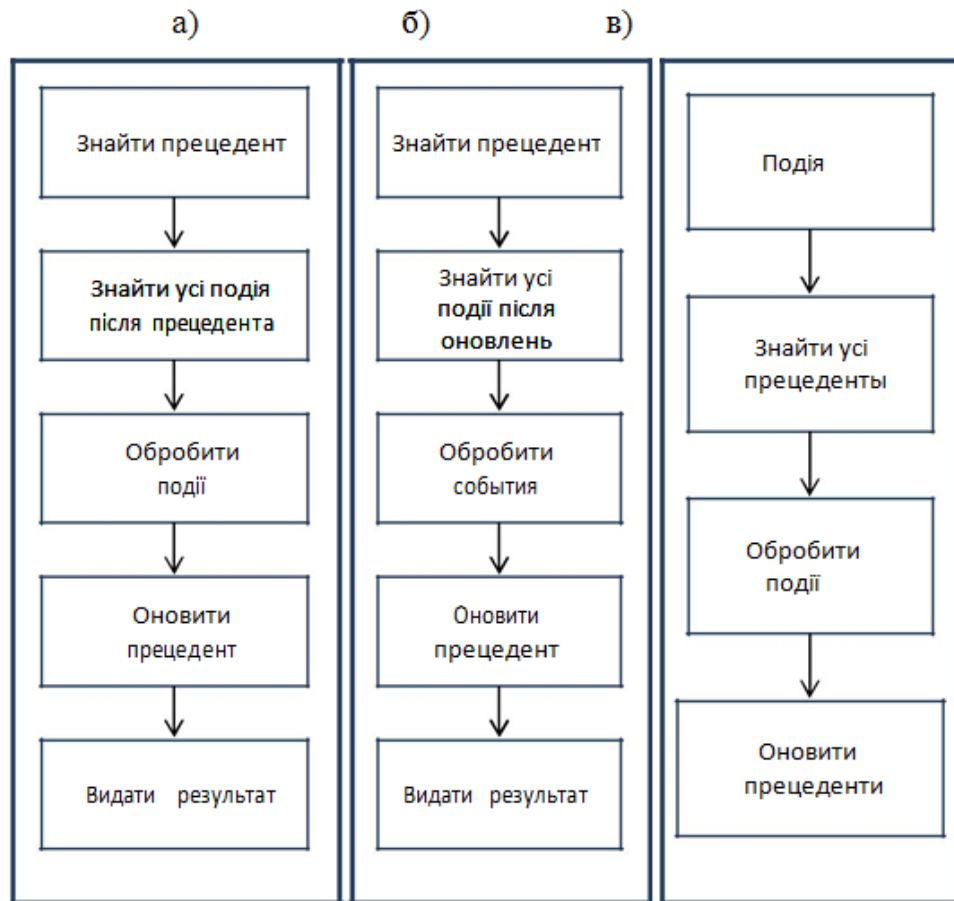 а)
б)
в)
Знайти прецедент
Знайти усі подія
після прецедента
Обробити
події
Оновити
прецедент
Видати результат
Знайти прецедент
Знайти усі
події після
оновлень
Обробити
события
Оновити
прецедент
Видати результат
Подія
Знайти усі
прецеденты
Обробити
події
Оновити
прецеденти